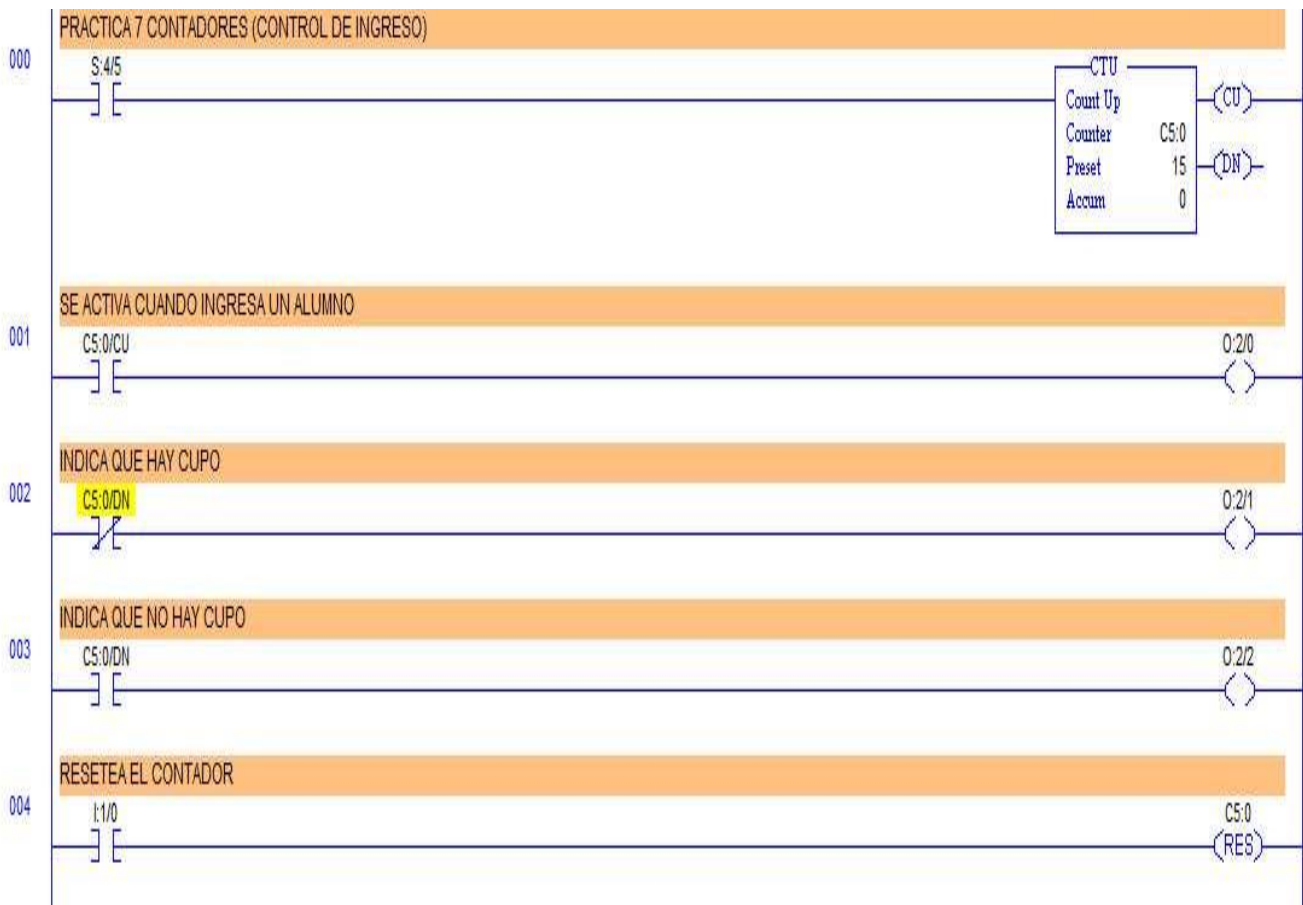 PRACTICA 7 CONTADORES (CONTROL DE INGRESO)
000
S:4/5
CTU
Count Up
Counter C5:0
Preset 15
Accum 0
(CU)
(DN)
SE ACTIVA CUANDO INGRESA UN ALUMNO
001
C5:0/CU
O:2/0
INDICA QUE HAY CUPO
002
C5:0/DN
O:2/1
INDICA QUE NO HAY CUPO
003
C5:0/DN
O:2/2
RESETEA EL CONTADOR
004
I:1/0
C5:0
(RES)